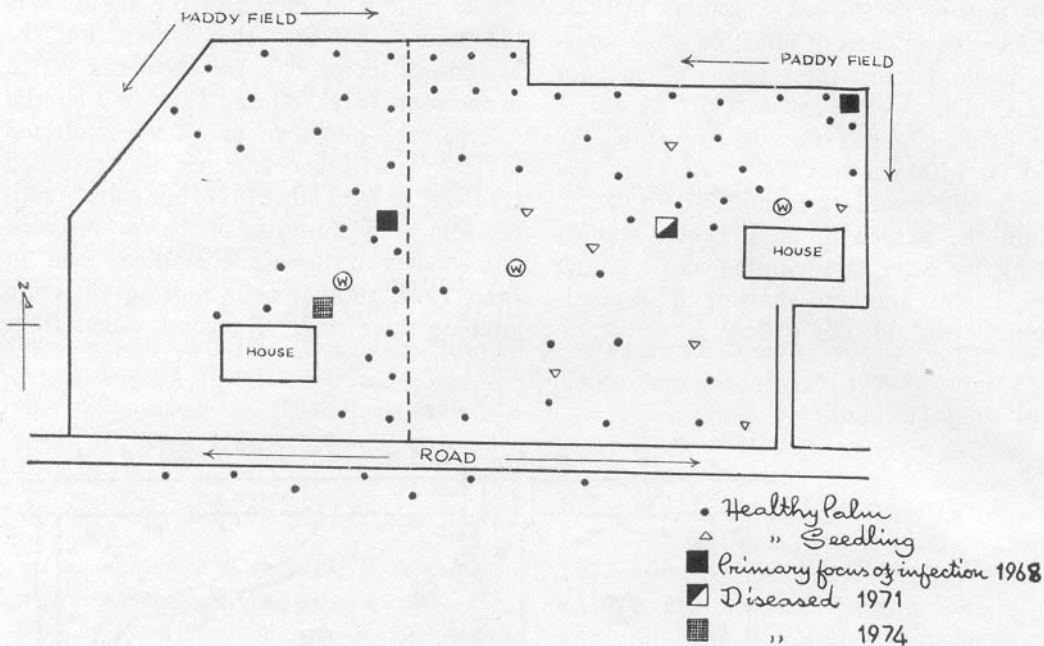 PADDY FIELD
PADDY FIELD
W
HOUSE
W
W
N
HOUSE
ROAD
Healthy Palm
„ Seedling
Primary focus of infection 1968
Diseased 1971
„ 1974